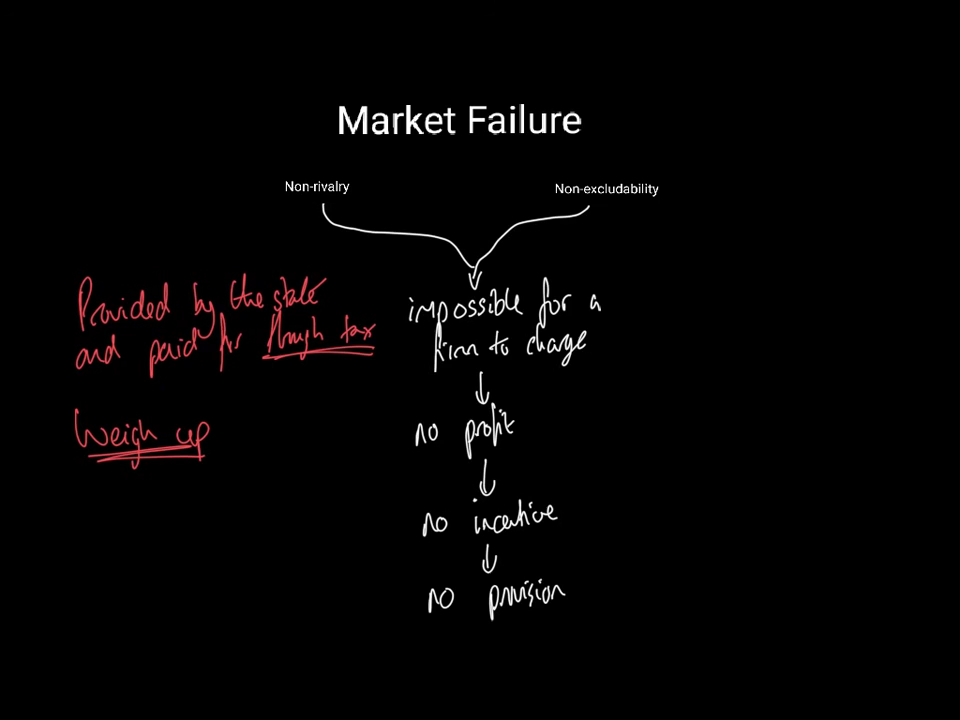 Market Failure
Non-rivalry
Non-excludability
impossible for a
firm to charge
no profit
no incentive
no provision
Provided by the state
and paid for through tax
Weigh up